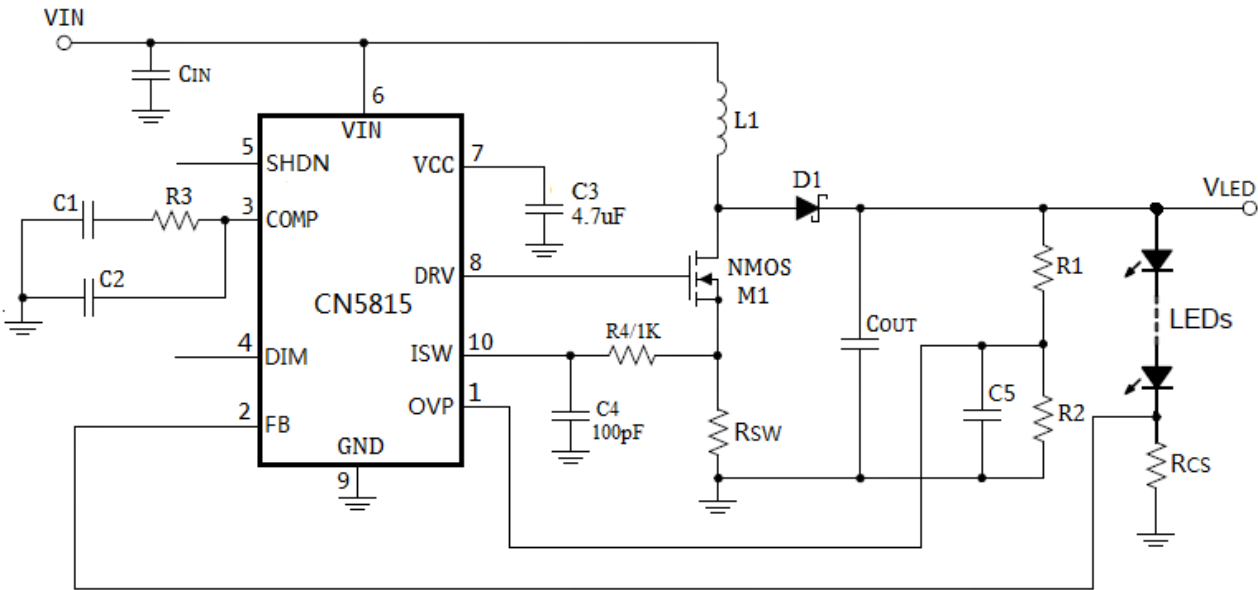 VIN
CIN
6
VIN
L1
5
SHDN
VCC
7
C3
4.7uF
D1
VLED
C1
R3
3
COMP
C2
DRV
8
NMOS
M1
R1
LEDs
CN5815
COUT
4
DIM
ISW
10
R4/1K
C5
R2
2
FB
OVP
1
C4
100pF
RSW
GND
9
RCS